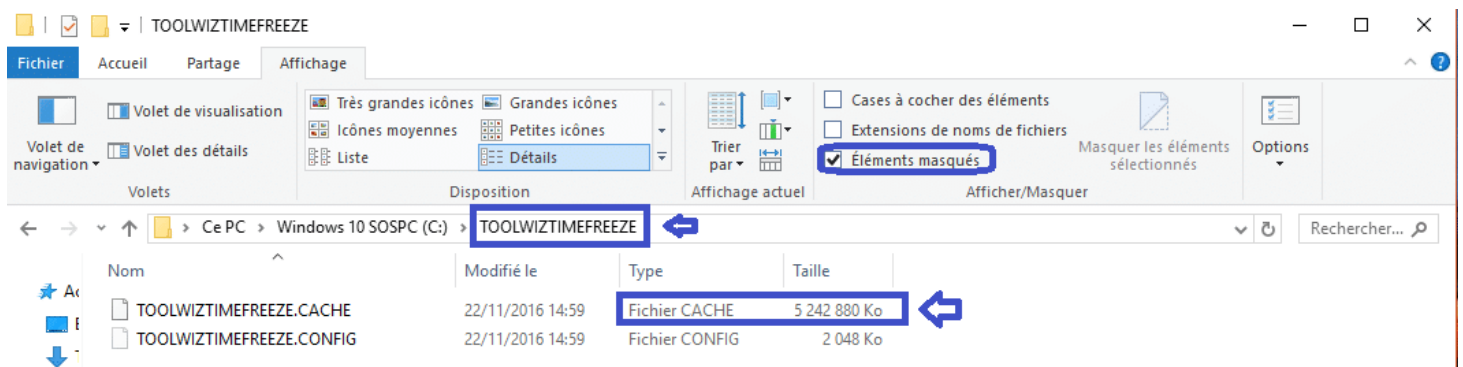 TOOLWIZTIMEFREEZE
Fichier Accueil Partage Affichage
Volet de navigation
Volet de visualisation
Volet des détails
Volets
Très grandes icônes Grandes icônes
Icônes moyennes Petites icônes
Liste Détails
Disposition
Trier par
Affichage actuel
Cases à cocher des éléments
Extensions de noms de fichiers
Éléments masqués
Masquer les éléments sélectionnés
Afficher/Masquer
Options
Ce PC > Windows 10 SOSPC (C:) > TOOLWIZTIMEFREEZE
Rechercher...
Nom Modifié le Type Taille
TOOLWIZTIMEFREEZE.CACHE 22/11/2016 14:59 Fichier CACHE 5 242 880 Ko
TOOLWIZTIMEFREEZE.CONFIG 22/11/2016 14:59 Fichier CONFIG 2 048 Ko